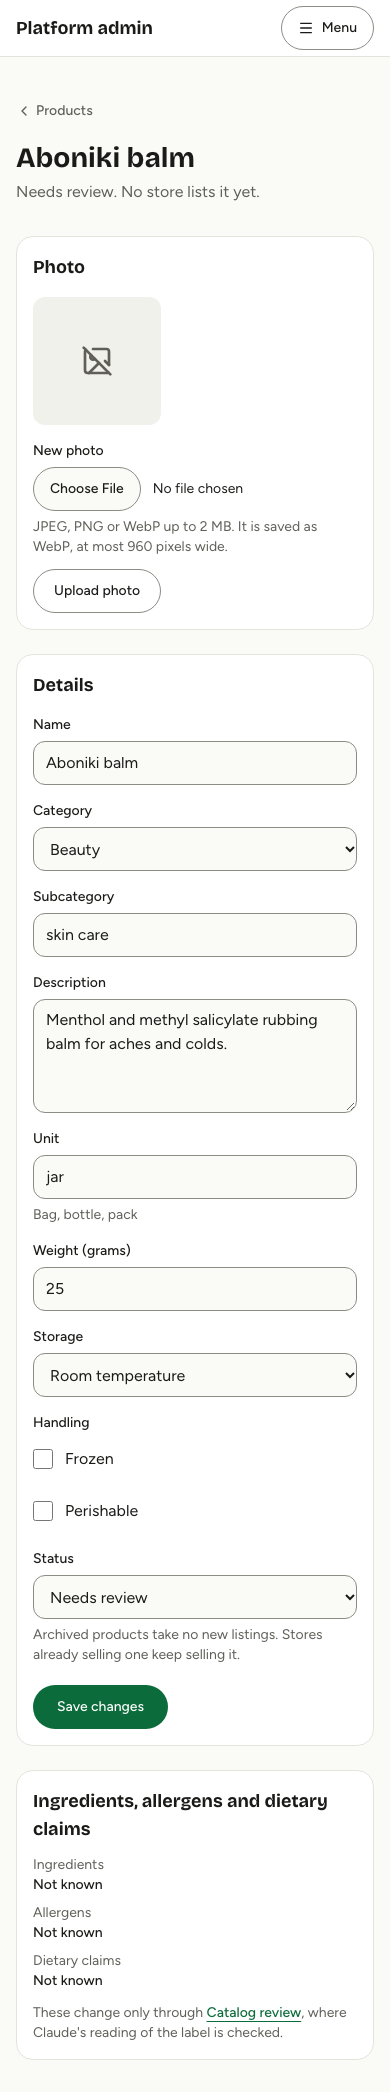 Platform admin
Menu
Products
Aboniki balm
Needs review. No store lists it yet.
Photo
New photo
Choose File No file chosen
JPEG, PNG or WebP up to 2 MB. It is saved as
WebP, at most 960 pixels wide.
Upload photo
Details
Name
Aboniki balm
Category
Beauty
Subcategory
skin care
Description
Menthol and methyl salicylate rubbing
balm for aches and colds.
Unit
jar
Bag, bottle, pack
Weight (grams)
25
Storage
Room temperature
Handling
Frozen
Perishable
Status
Needs review
Archived products take no new listings. Stores
already selling one keep selling it.
Save changes
Ingredients, allergens and dietary
claims
Ingredients
Not known
Allergens
Not known
Dietary claims
Not known
These change only through Catalog review, where
Claude's reading of the label is checked.